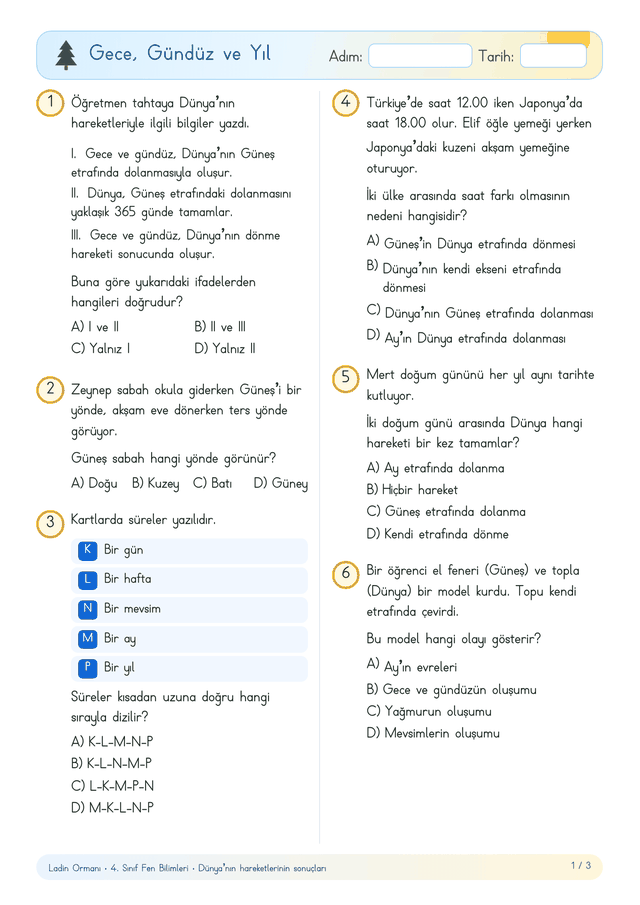 Gece, Gündüz ve Yıl
Adım:
Tarih:
1
Öğretmen tahtaya Dünya'nın
hareketleriyle ilgili bilgiler yazdı.
I. Gece ve gündüz, Dünya'nın Güneş
etrafında dolanmasıyla oluşur.
II. Dünya, Güneş etrafındaki dolanmasını
yaklaşık 365 günde tamamlar.
III. Gece ve gündüz, Dünya'nın dönme
hareketi sonucunda oluşur.
Buna göre yukarıdaki ifadelerden
hangileri doğrudur?
A) I ve II B) II ve III
C) Yalnız I D) Yalnız II
2
Zeynep sabah okula giderken Güneş'i bir
yönde, akşam eve dönerken ters yönde
görüyor.
Güneş sabah hangi yönde görünür?
A) Doğu B) Kuzey C) Batı D) Güney
3
Kartlarda süreler yazılıdır.
K Bir gün
L Bir hafta
N Bir mevsim
M Bir ay
P Bir yıl
Süreler kısadan uzuna doğru hangi
sırayla dizilir?
A) K-L-M-N-P
B) K-L-N-M-P
C) L-K-M-P-N
D) M-K-L-N-P
4
Türkiye'de saat 12.00 iken Japonya'da
saat 18.00 olur. Elif öğle yemeği yerken
Japonya'daki kuzeni akşam yemeğine
oturuyor.
İki ülke arasında saat farkı olmasının
nedeni hangisidir?
A) Güneş'in Dünya etrafında dönmesi
B) Dünya'nın kendi ekseni etrafında
dönmesi
C) Dünya'nın Güneş etrafında dolanması
D) Ay'ın Dünya etrafında dolanması
5
Mert doğum gününü her yıl aynı tarihte
kutluyor.
İki doğum günü arasında Dünya hangi
hareketi bir kez tamamlar?
A) Ay etrafında dolanma
B) Hiçbir hareket
C) Güneş etrafında dolanma
D) Kendi etrafında dönme
6
Bir öğrenci el feneri (Güneş) ve topla
(Dünya) bir model kurdu. Topu kendi
etrafında çevirdi.
Bu model hangi olayı gösterir?
A) Ay'ın evreleri
B) Gece ve gündüzün oluşumu
C) Yağmurun oluşumu
D) Mevsimlerin oluşumu
Ladin Ormanı • 4. Sınıf Fen Bilimleri • Dünya'nın hareketlerinin sonuçları
1 / 3